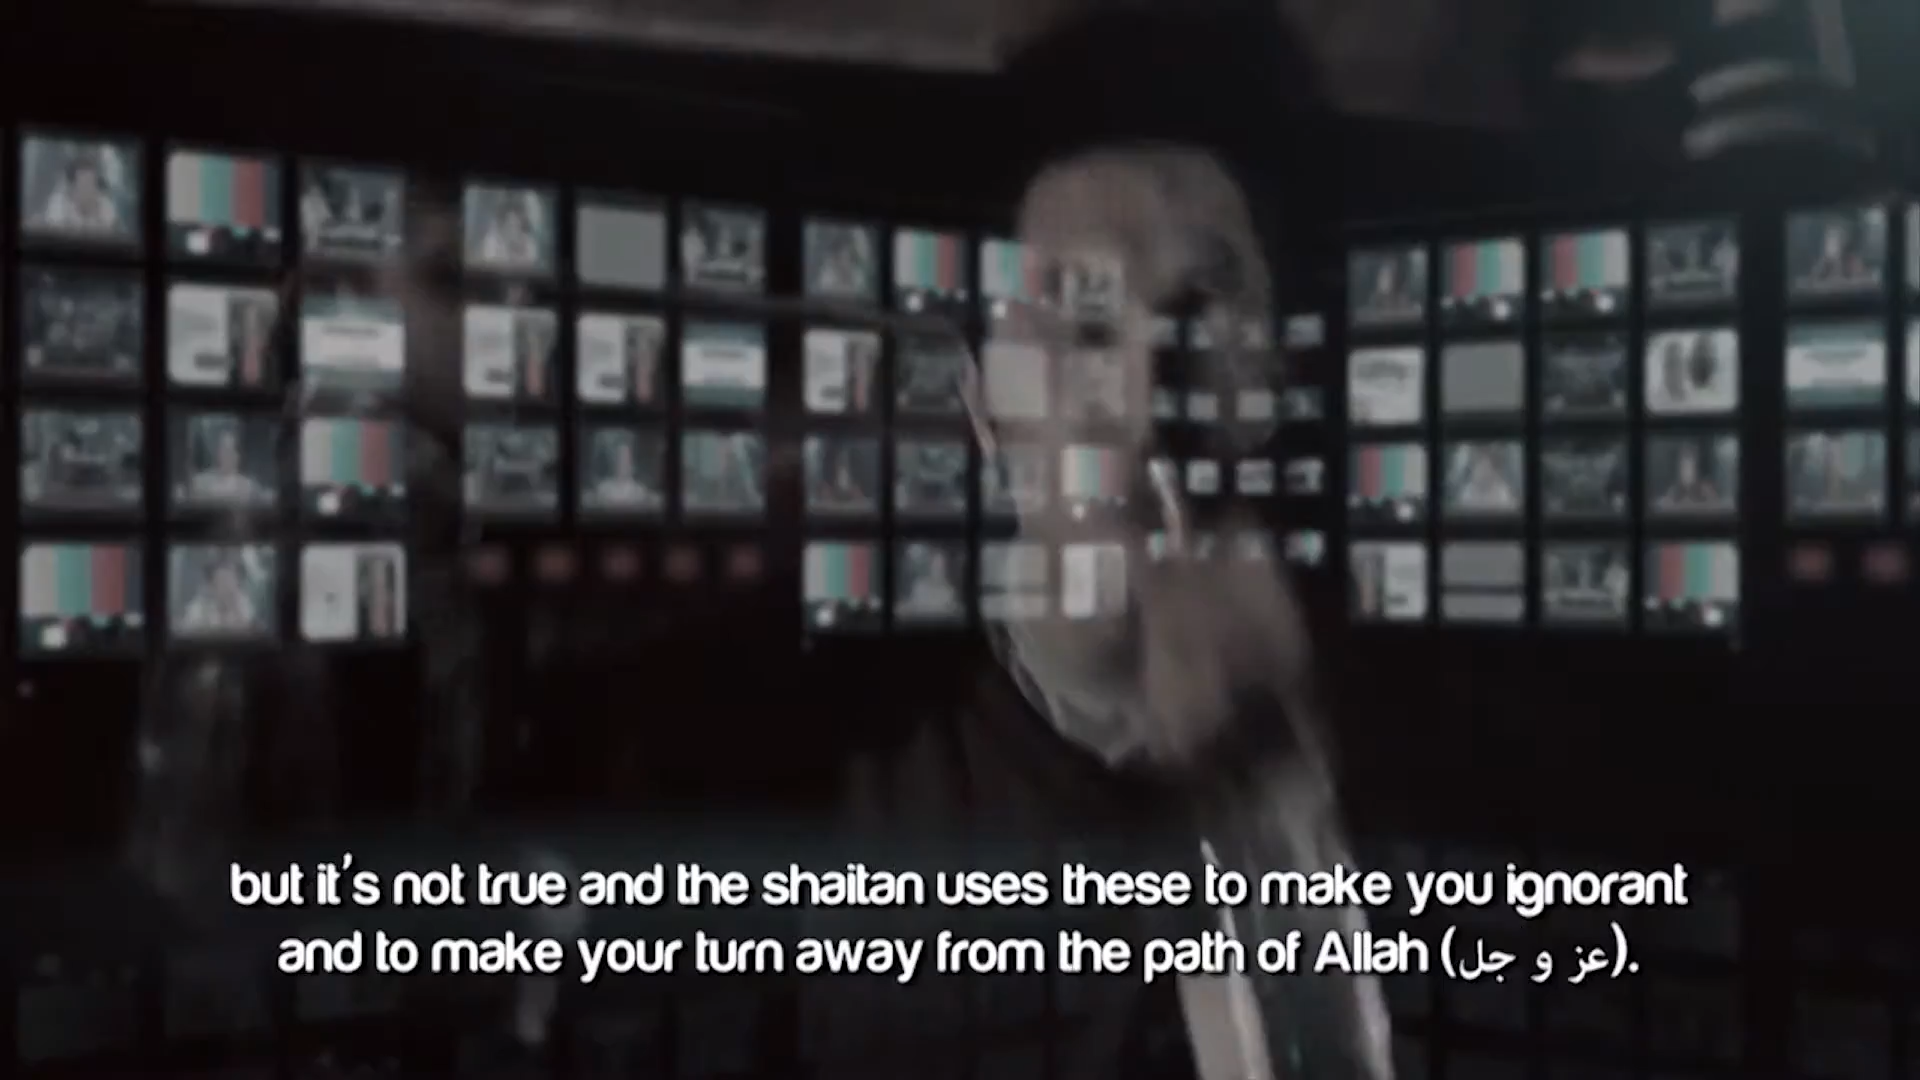 but it's not true and the shaitan uses these to make you ignorant
and to make your turn away from the path of Allah (عز و جل).